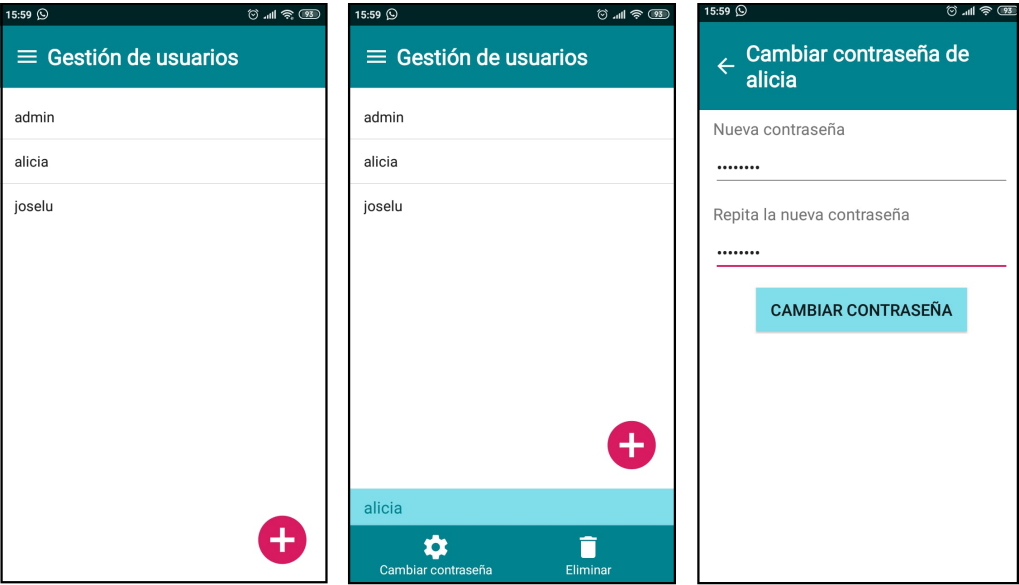 15:59 93
Gestión de usuarios
admin
alicia
joselu
15:59 93
Gestión de usuarios
admin
alicia
joselu
alicia
Cambiar contraseña Eliminar
15:59 93
Cambiar contraseña de
alicia
Nueva contraseña
••••••••
Repita la nueva contraseña
••••••••
CAMBIAR CONTRASEÑA